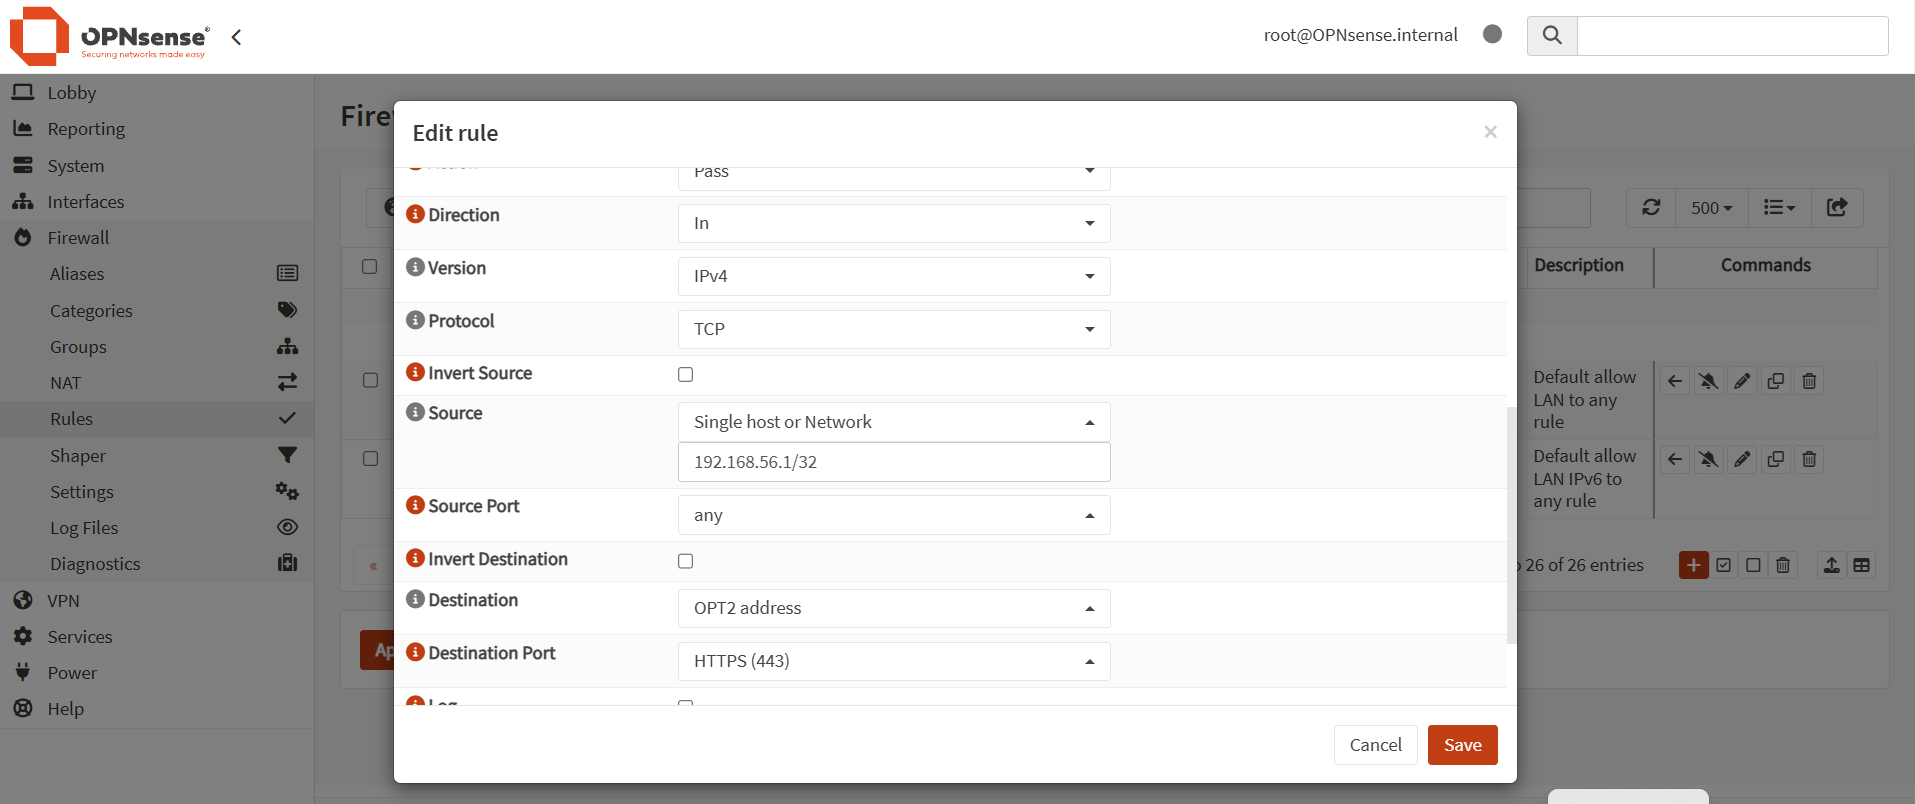 OPNsense®
Securing networks made easy
root@OPNsense.internal
Lobby
Reporting
System
Interfaces
Firewall
Aliases
Categories
Groups
NAT
Rules
Shaper
Settings
Log Files
Diagnostics
VPN
Services
Power
Help
Fire
Edit rule
×
Pass
Direction
In
Version
IPv4
Protocol
TCP
Invert Source
Source
Single host or Network
192.168.56.1/32
Source Port
any
Invert Destination
Destination
OPT2 address
Destination Port
HTTPS (443)
Log
Cancel
Save
500
Description
Commands
Default allow
LAN to any
rule
Default allow
LAN IPv6 to
any rule
«
26 of 26 entries
Ap